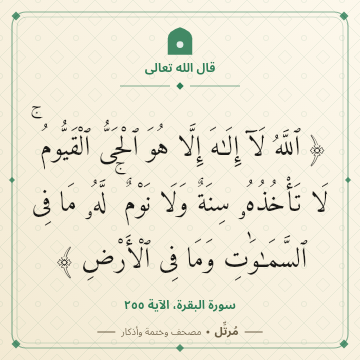 قال الله تعالى
﴿ ٱللَّهُ لَآ إِلَـٰهَ إِلَّا هُوَ ٱلْحَىُّ ٱلْقَيُّومُ ۚ
لَا تَأْخُذُهُۥ سِنَةٌ وَلَا نَوْمٌ ۚ لَّهُۥ مَا فِى
ٱلسَّمَـٰوَٰتِ وَمَا فِى ٱلْأَرْضِ ﴾
سورة البقرة، الآية ٢٥٥
مُرتّل • مصحف وختمة وأذكار